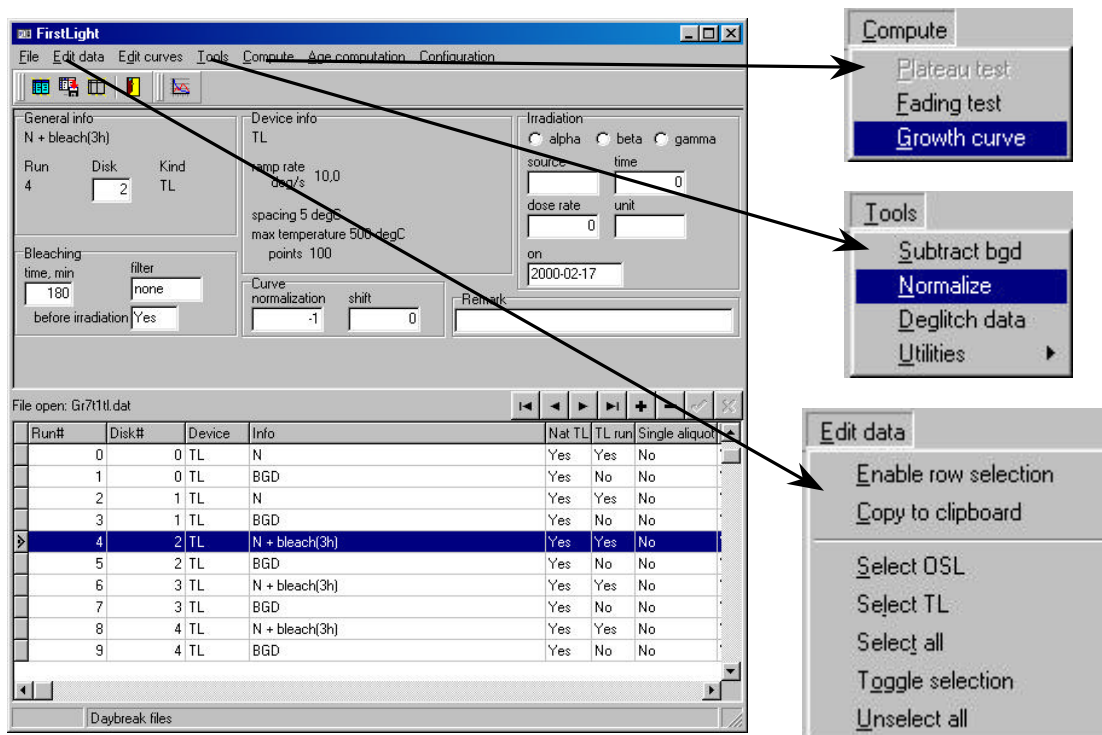 FirstLight
File Edit data Edit curves Tools Compute Age computation Configuration
General info
N + bleach(3h)
Run Disk Kind
4 2 TL
Device info
TL
ramp rate
deg/s 10,0
spacing 5 degC
max temperature 500 degC
points 100
Irradiation
alpha beta gamma
source time
0
dose rate unit
0
on
2000-02-17
Bleaching
time, min filter
180 none
before irradiation Yes
Curve
normalization shift
-1 0
Remark
File open: Gr7t1tl.dat
Run# Disk# Device Info Nat TL TL run Single aliquot
0 0 TL N Yes Yes No
1 0 TL BGD Yes No No
2 1 TL N Yes Yes No
3 1 TL BGD Yes No No
4 2 TL N + bleach(3h) Yes Yes No
5 2 TL BGD Yes No No
6 3 TL N + bleach(3h) Yes Yes No
7 3 TL BGD Yes No No
8 4 TL N + bleach(3h) Yes Yes No
9 4 TL BGD Yes No No
Daybreak files
Compute
Plateau test
Fading test
Growth curve
Tools
Subtract bgd
Normalize
Deglitch data
Utilities
Edit data
Enable row selection
Copy to clipboard
Select OSL
Select TL
Select all
Toggle selection
Unselect all